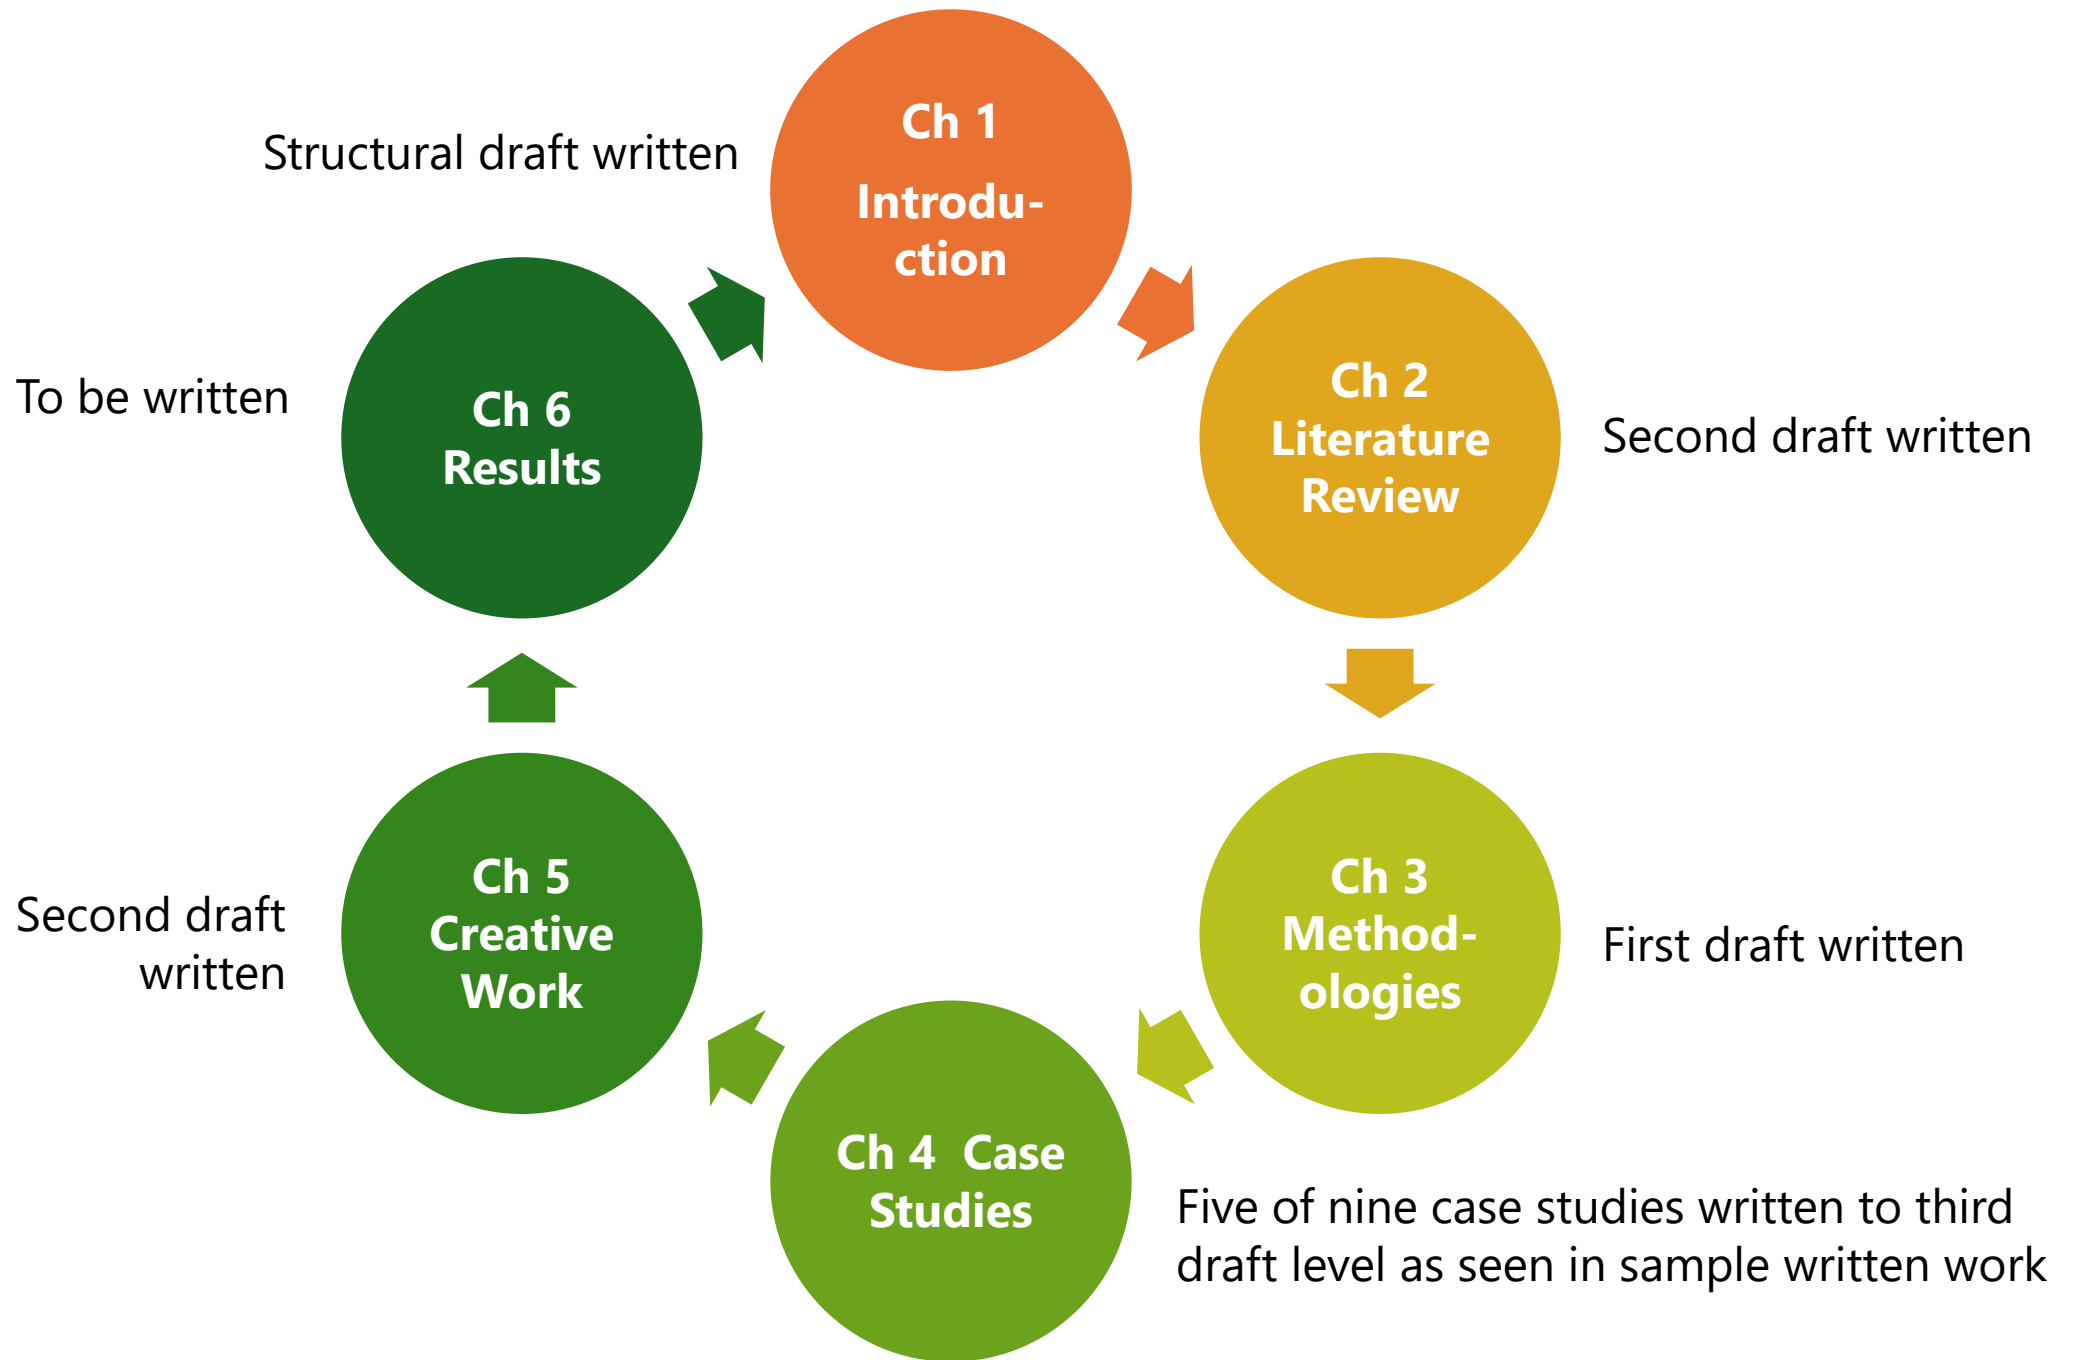 Structural draft written
Ch 1
Introdu-
ction
Ch 2
Literature
Review
Second draft written
Ch 3
Method-
ologies
First draft written
Ch 4  Case
Studies
Five of nine case studies written to third
draft level as seen in sample written work
Ch 5
Creative
Work
Second draft
written
Ch 6
Results
To be written